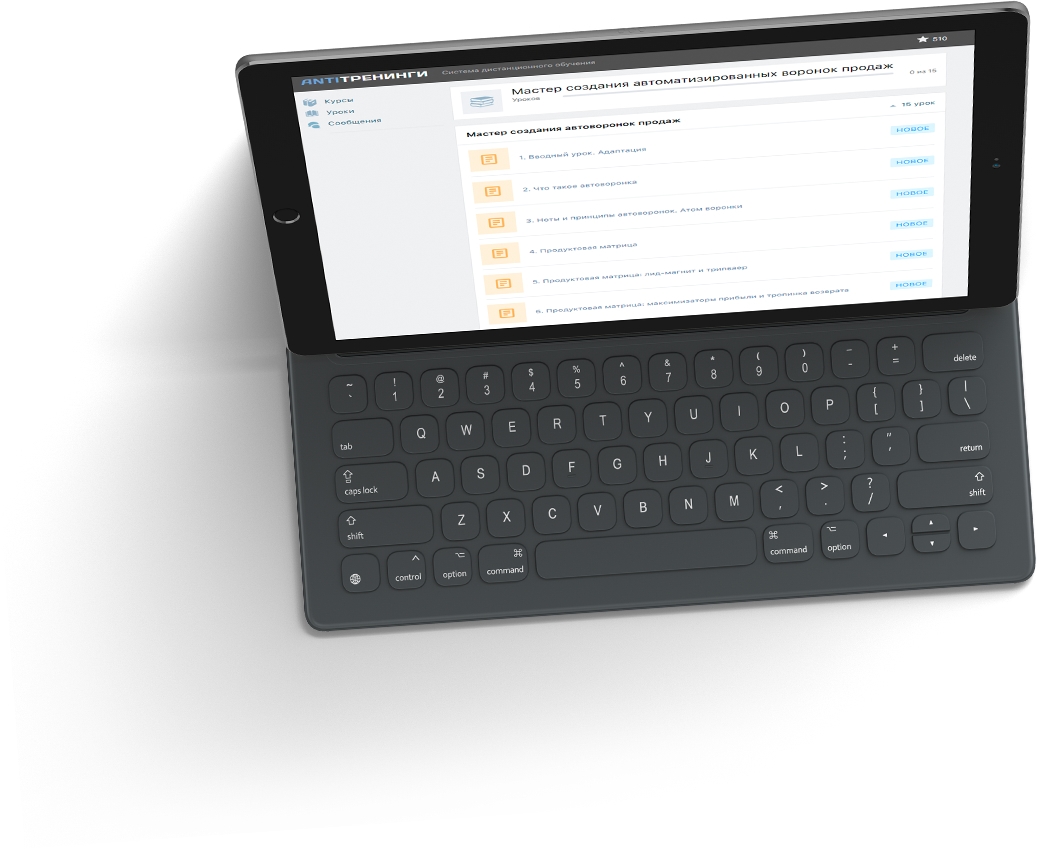 ANTIТРЕНИНГИ Система дистанционного обучения ★ 510
Курсы
Уроки
Сообщения
Мастер создания автоматизированных воронок продаж
Уроков 0 из 15
Мастер создания автоворонок продаж 15 урок
1. Вводный урок. Адаптация НОВОЕ
2. Что такое автоворонка НОВОЕ
3. Ноты и принципы автоворонок. Атом воронки НОВОЕ
4. Продуктовая матрица НОВОЕ
5. Продуктовая матрица: лид-магнит и трипваер НОВОЕ
6. Продуктовая матрица: максимизаторы прибыли и тропинка возврата НОВОЕ
~ ! @ # $ % ^ & * ( ) – +
` 1 2 3 4 5 6 7 8 9 0 - = delete
tab Q W E R T Y U I O P { [ } ] | \
caps lock A S D F G H J K L : ; " ' return
shift Z X C V B N M < , > . ? / shift
control option command command option